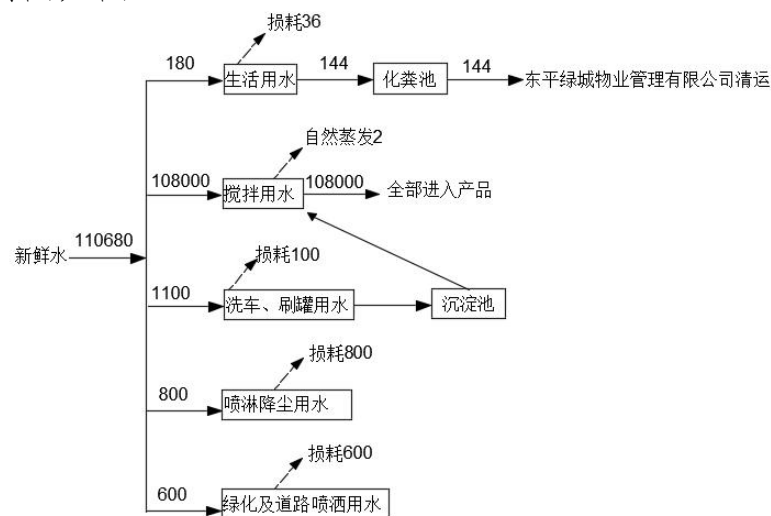 损耗36
180
生活用水
144
化粪池
144
东平绿城物业管理有限公司清运
自然蒸发2
108000
搅拌用水
108000
全部进入产品
新鲜水
110680
损耗100
1100
洗车、刷罐用水
沉淀池
损耗800
800
喷淋降尘用水
损耗600
600
绿化及道路喷洒用水